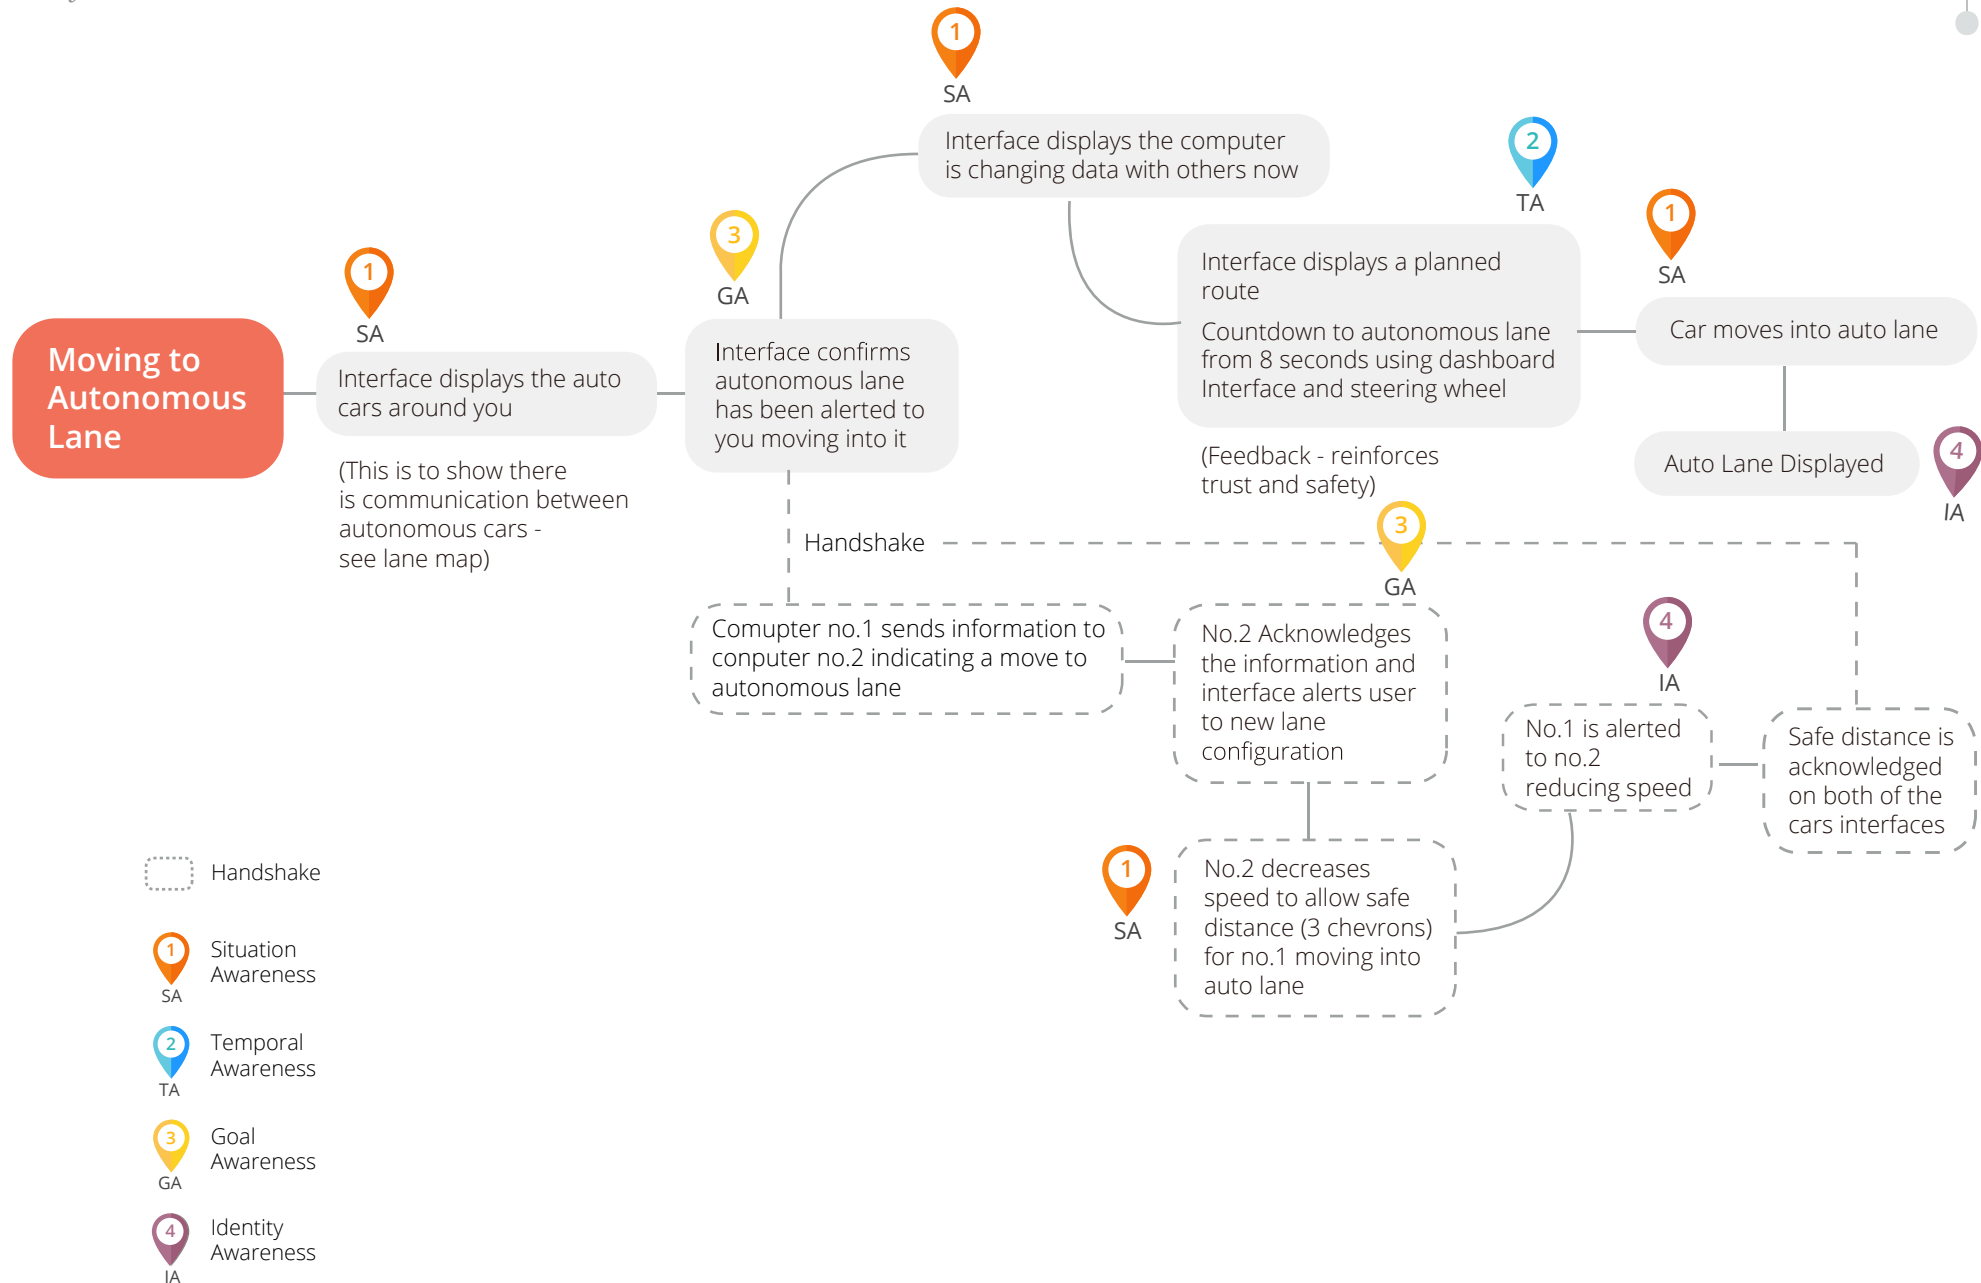 1
SA
Interface displays the computer
is changing data with others now
2
TA
1
SA
3
GA
1
SA
Interface displays a planned
route
Countdown to autonomous lane
from 8 seconds using dashboard
Interface and steering wheel
Car moves into auto lane
Moving to
Autonomous
Lane
Interface displays the auto
cars around you
Interface confirms
autonomous lane
has been alerted to
you moving into it
(This is to show there
is communication between
autonomous cars -
see lane map)
(Feedback - reinforces
trust and safety)
Auto Lane Displayed
4
IA
Handshake
3
GA
Comupter no.1 sends information to
conputer no.2 indicating a move to
autonomous lane
No.2 Acknowledges
the information and
interface alerts user
to new lane
configuration
4
IA
No.1 is alerted
to no.2
reducing speed
Safe distance is
acknowledged
on both of the
cars interfaces
1
SA
No.2 decreases
speed to allow safe
distance (3 chevrons)
for no.1 moving into
auto lane
Handshake
1
SA
Situation
Awareness
2
TA
Temporal
Awareness
3
GA
Goal
Awareness
4
IA
Identity
Awareness